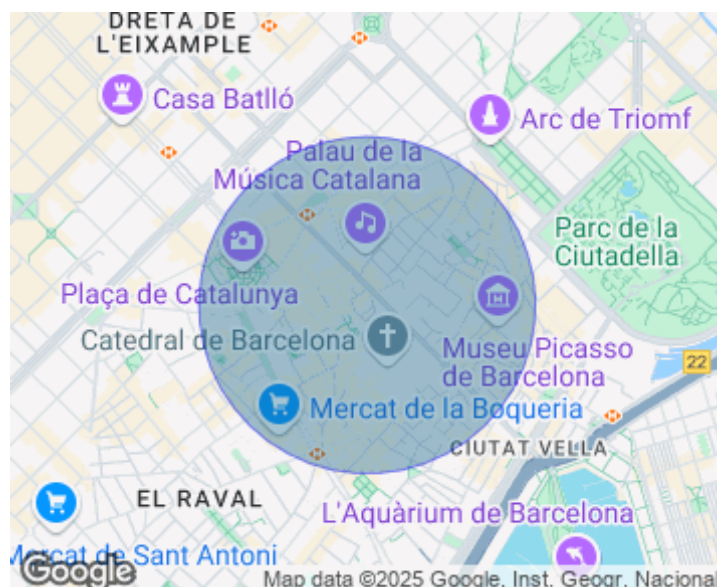 DRETA DE
L'EIXAMPLE
Casa Batlló
Arc de Triomf
Palau de la
Música Catalana
Parc de la
Ciutadella
Plaça de Catalunya
Catedral de Barcelona
Museu Picasso
de Barcelona
22
Mercat de la Boqueria
CIUTAT VELLA
EL RAVAL
L'Aquàrium de Barcelona
Mercat de Sant Antoni
Google
Map data ©2025 Google, Inst. Geogr. Nacional